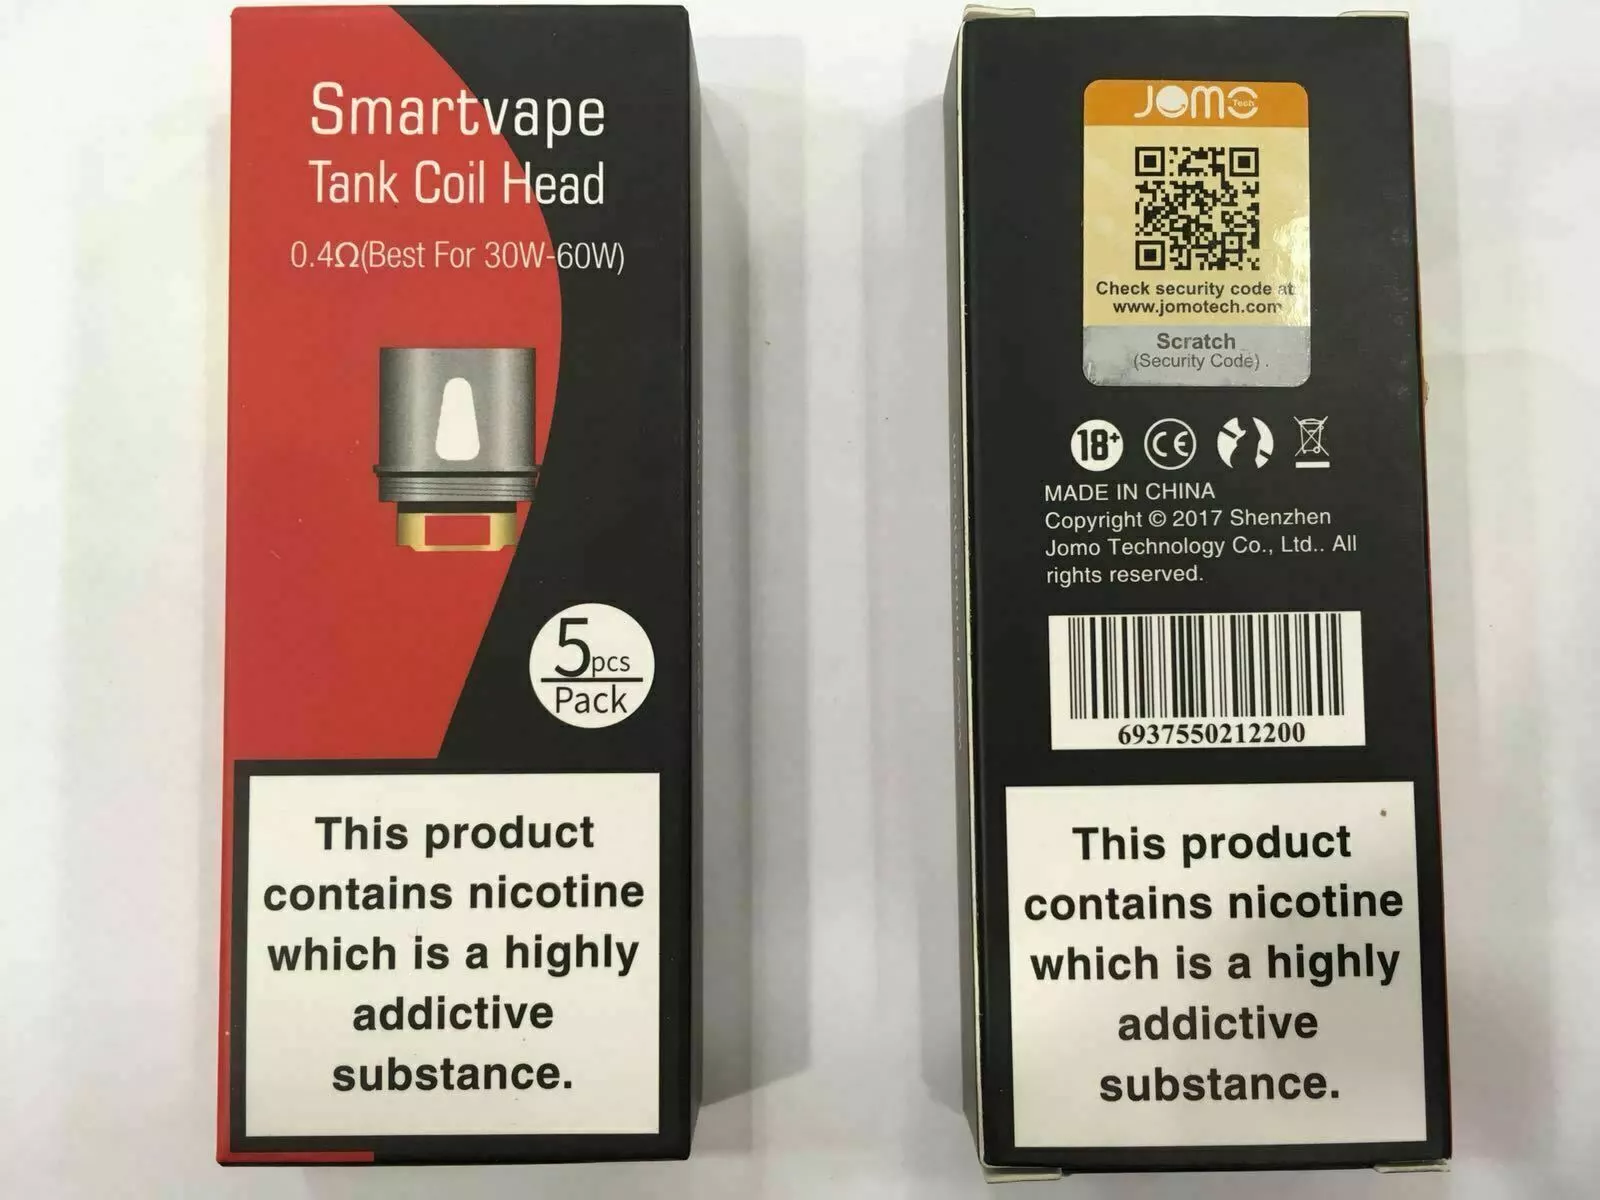 Smartvape
Tank Coil Head
0.4Ω(Best For 30W-60W)
5pcs
Pack
This product
contains nicotine
which is a highly
addictive
substance.
JOMO
Tech
Check security code at
www.jomotech.com
Scratch
(Security Code) .
18+
CE
MADE IN CHINA
Copyright © 2017 Shenzhen
Jomo Technology Co., Ltd.. All
rights reserved.
6937550212200
This product
contains nicotine
which is a highly
addictive
substance.